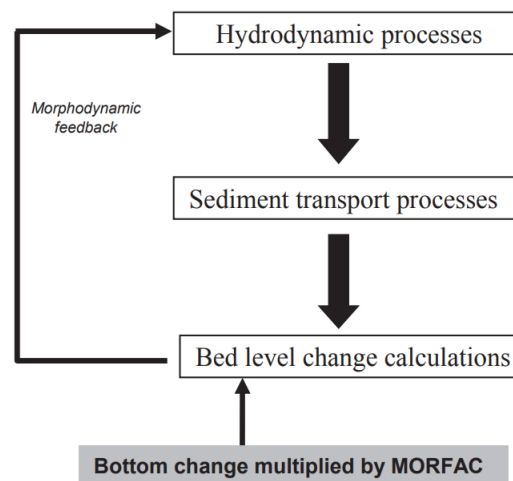 Hydrodynamic processes
Morphodynamic
feedback
Sediment transport processes
Bed level change calculations
Bottom change multiplied by MORFAC